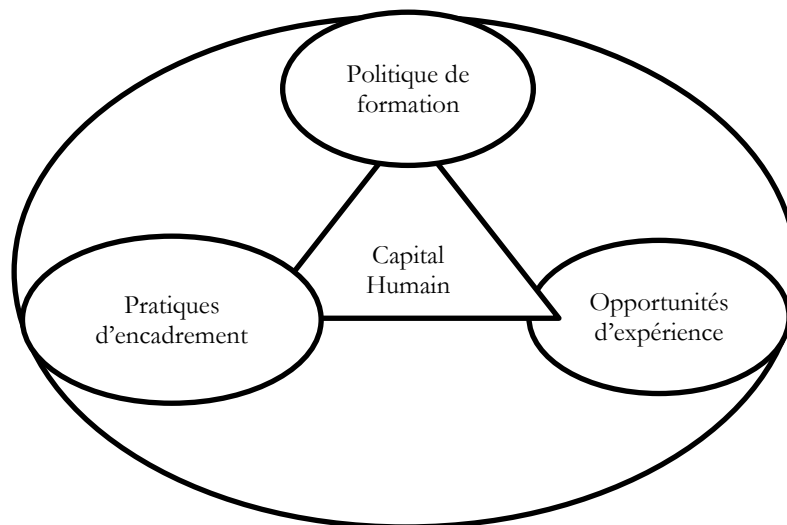 Politique de
formation
Capital
Humain
Pratiques
d’encadrement
Opportunités
d’expérience